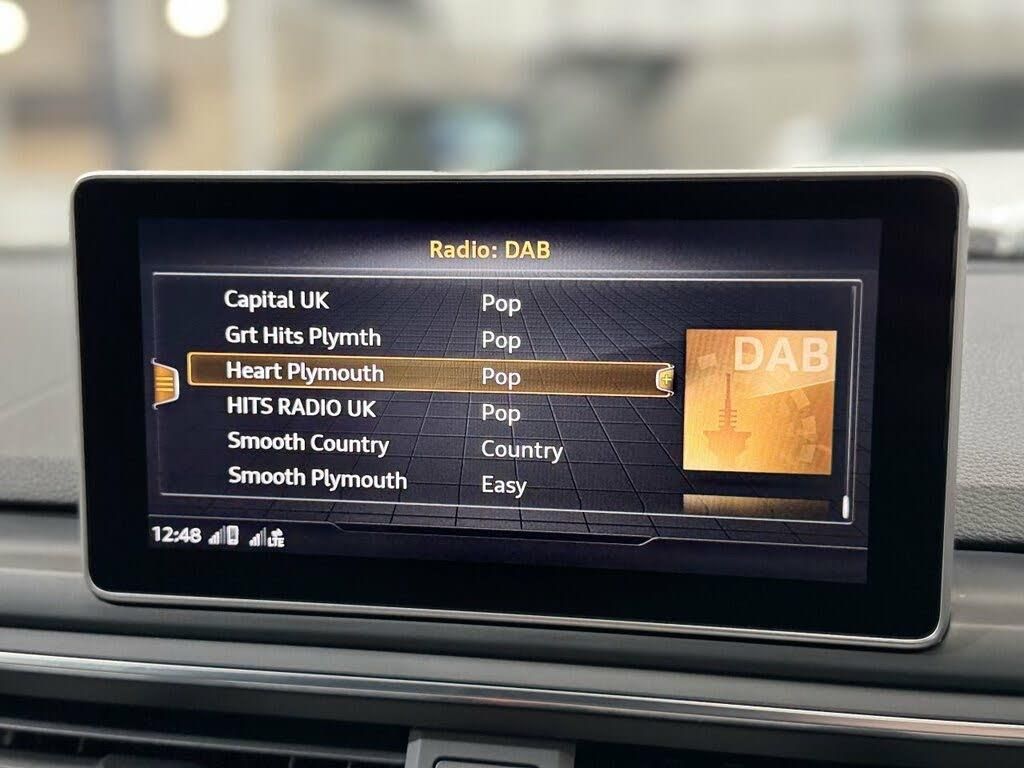 Radio: DAB
Capital UK Pop
Grt Hits Plymth Pop
Heart Plymouth Pop
HITS RADIO UK Pop
Smooth Country Country
Smooth Plymouth Easy
DAB
12:48 LTE